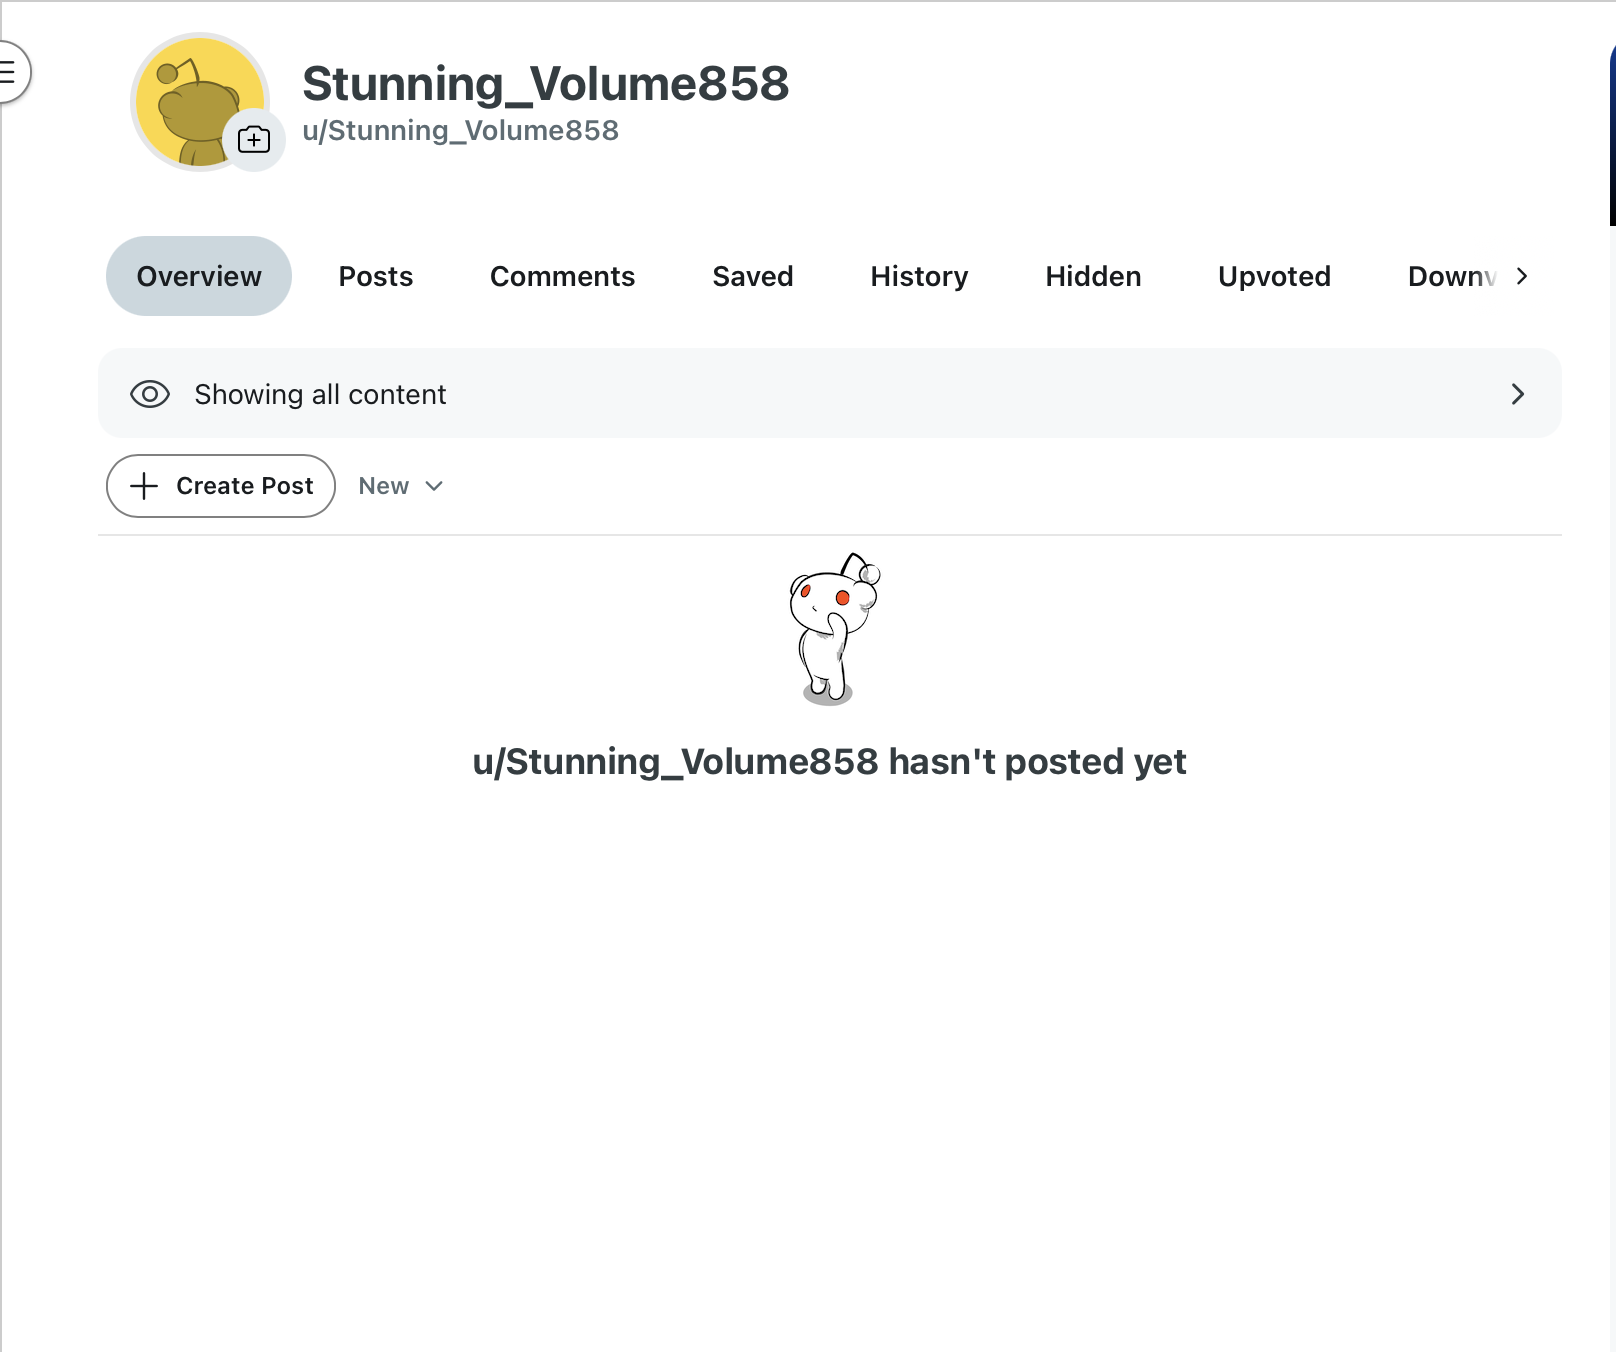 Stunning_Volume858
u/Stunning_Volume858
Overview Posts Comments Saved History Hidden Upvoted Downv
Showing all content
Create Post New
u/Stunning_Volume858 hasn't posted yet